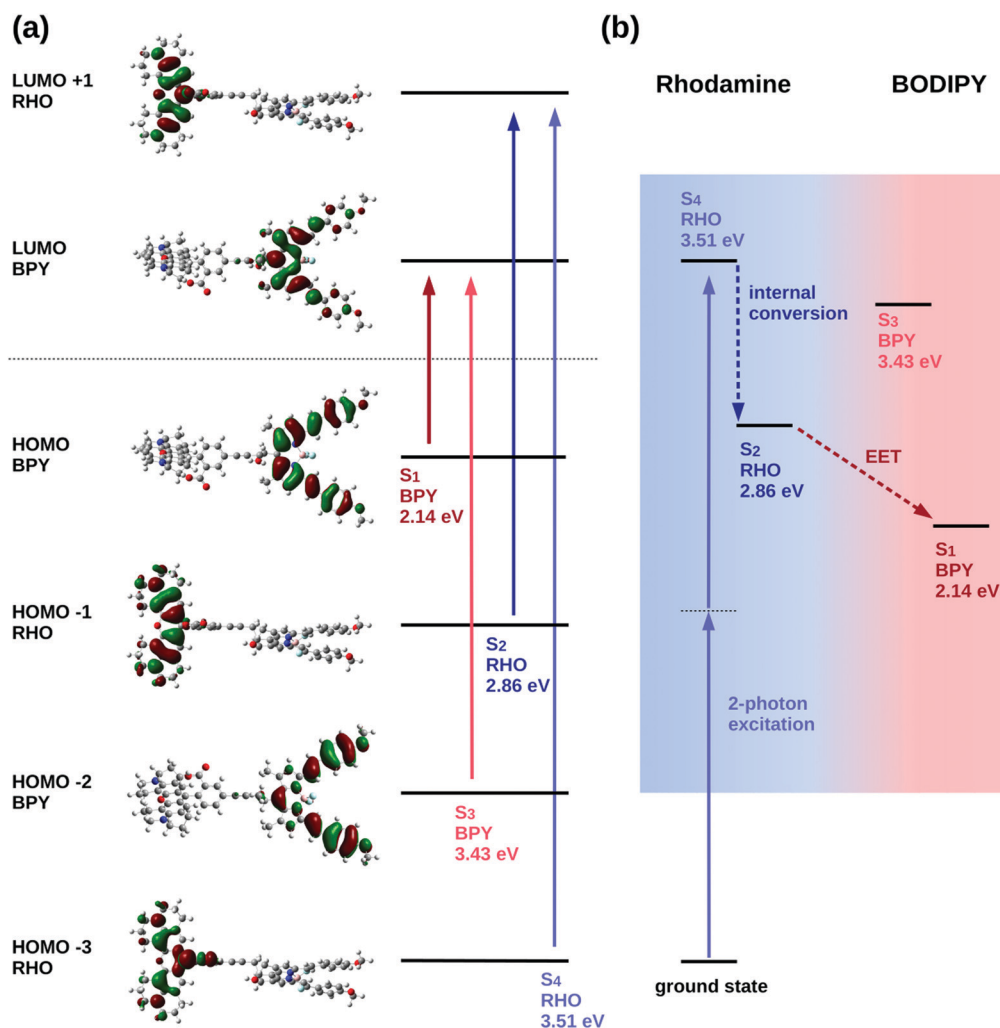 (a)
LUMO +1
RHO
LUMO
BPY
HOMO
BPY
S1
BPY
2.14 eV
HOMO -1
RHO
S2
RHO
2.86 eV
HOMO -2
BPY
S3
BPY
3.43 eV
HOMO -3
RHO
S4
RHO
3.51 eV
(b)
Rhodamine
BODIPY
S4
RHO
3.51 eV
internal
conversion
S3
BPY
3.43 eV
S2
RHO
2.86 eV
EET
S1
BPY
2.14 eV
2-photon
excitation
ground state